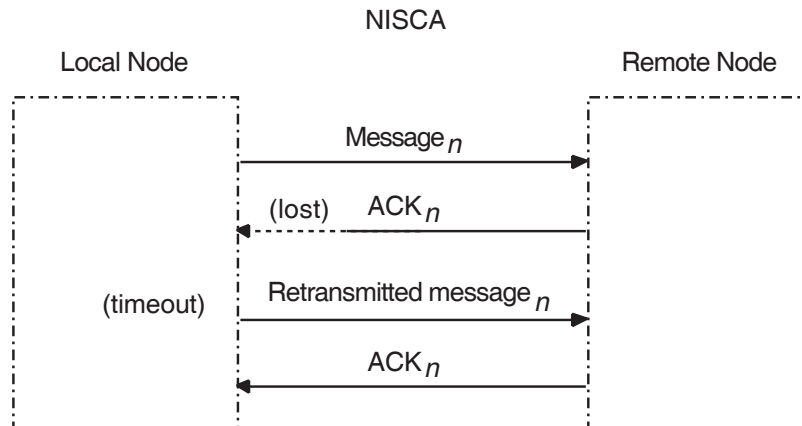 NISCA
Local Node
Remote Node
Message n
(lost)
ACK n
(timeout)
Retransmitted message n
ACK n